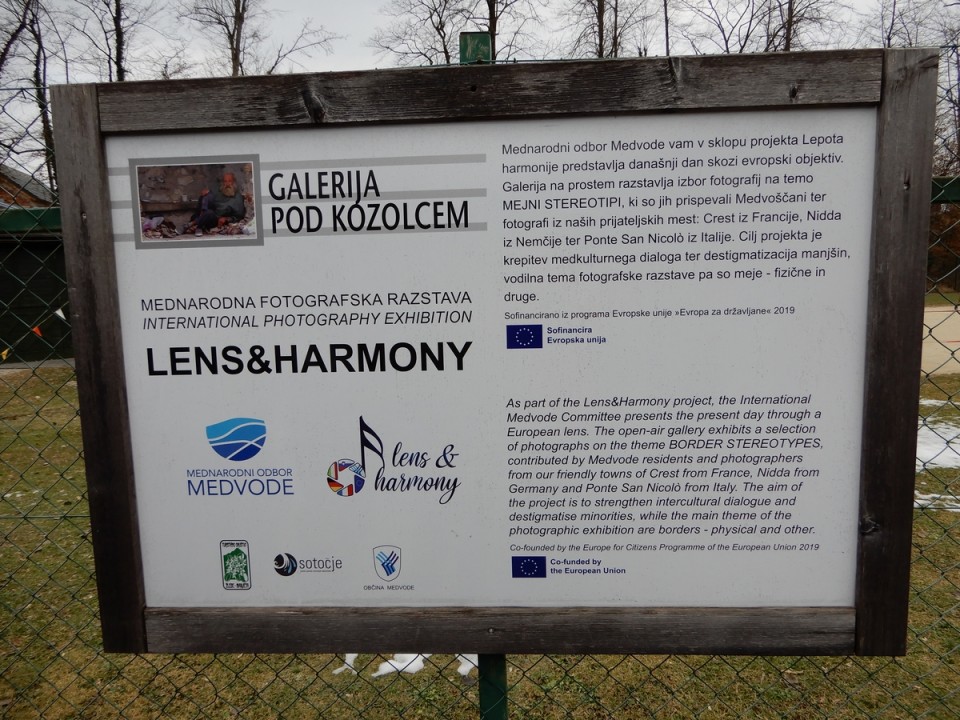 GALERIJA
POD KOZOLCEM
MEDNARODNA FOTOGRAFSKA RAZSTAVA
INTERNATIONAL PHOTOGRAPHY EXHIBITION
LENS&HARMONY
MEDNARODNI ODBOR
MEDVODE
lens &
harmony
sotocje
OBČINA MEDVODE
Mednarodni odbor Medvode vam v sklopu projekta Lepota
harmonije predstavlja današnji dan skozi evropski objektiv.
Galerija na prostem razstavlja izbor fotografij na temo
MEJNI STEREOTIPI, ki so jih prispevali Medvoščani ter
fotografi iz naših prijateljskih mest: Crest iz Francije, Nidda
iz Nemčije ter Ponte San Nicolò iz Italije. Cilj projekta je
krepitev medkulturnega dialoga ter destigmatizacija manjšin,
vodilna tema fotografske razstave pa so meje - fizične in
druge.
Sofinancirano iz programa Evropske unije »Evropa za državljane« 2019
Sofinancira
Evropska unija
As part of the Lens&Harmony project, the International
Medvode Committee presents the present day through a
European lens. The open-air gallery exhibits a selection
of photographs on the theme BORDER STEREOTYPES,
contributed by Medvode residents and photographers
from our friendly towns of Crest from France, Nidda from
Germany and Ponte San Nicolò from Italy. The aim of
the project is to strengthen intercultural dialogue and
destigmatise minorities, while the main theme of the
photographic exhibition are borders - physical and other.
Co-founded by the Europe for Citizens Programme of the European Union 2019
Co-founded by
the European Union